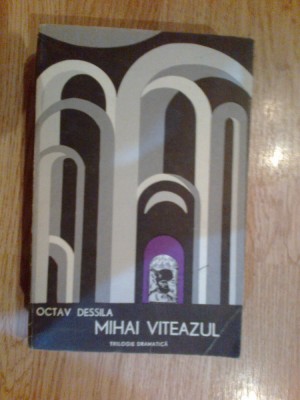 OCTAV DESSILA
MIHAI VITEAZUL
TRILOGIE DRAMATICĂ